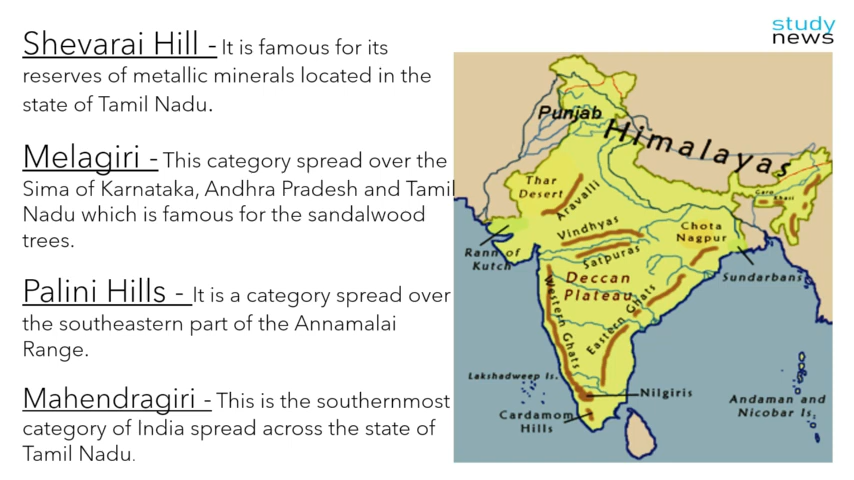 study
news
Shevarai Hill - It is famous for its
reserves of metallic minerals located in the
state of Tamil Nadu.
Melagiri - This category spread over the
Sima of Karnataka, Andhra Pradesh and Tamil
Nadu which is famous for the sandalwood
trees.
Palini Hills - It is a category spread over
the southeastern part of the Annamalai
Range.
Mahendragiri - This is the southernmost
category of India spread across the state of
Tamil Nadu.
Punjab
Himalayas
Thar
Desert
Aravalli
Garo
Khasi
Vindhyas
Chota
Nagpur
Rann of
Kutch
Satpuras
Sundarbans
Deccan
Plateau
Western Ghats
Eastern Ghats
Lakshadweep Is.
Nilgiris
Andaman and
Nicobar Is.
Cardamom
Hills